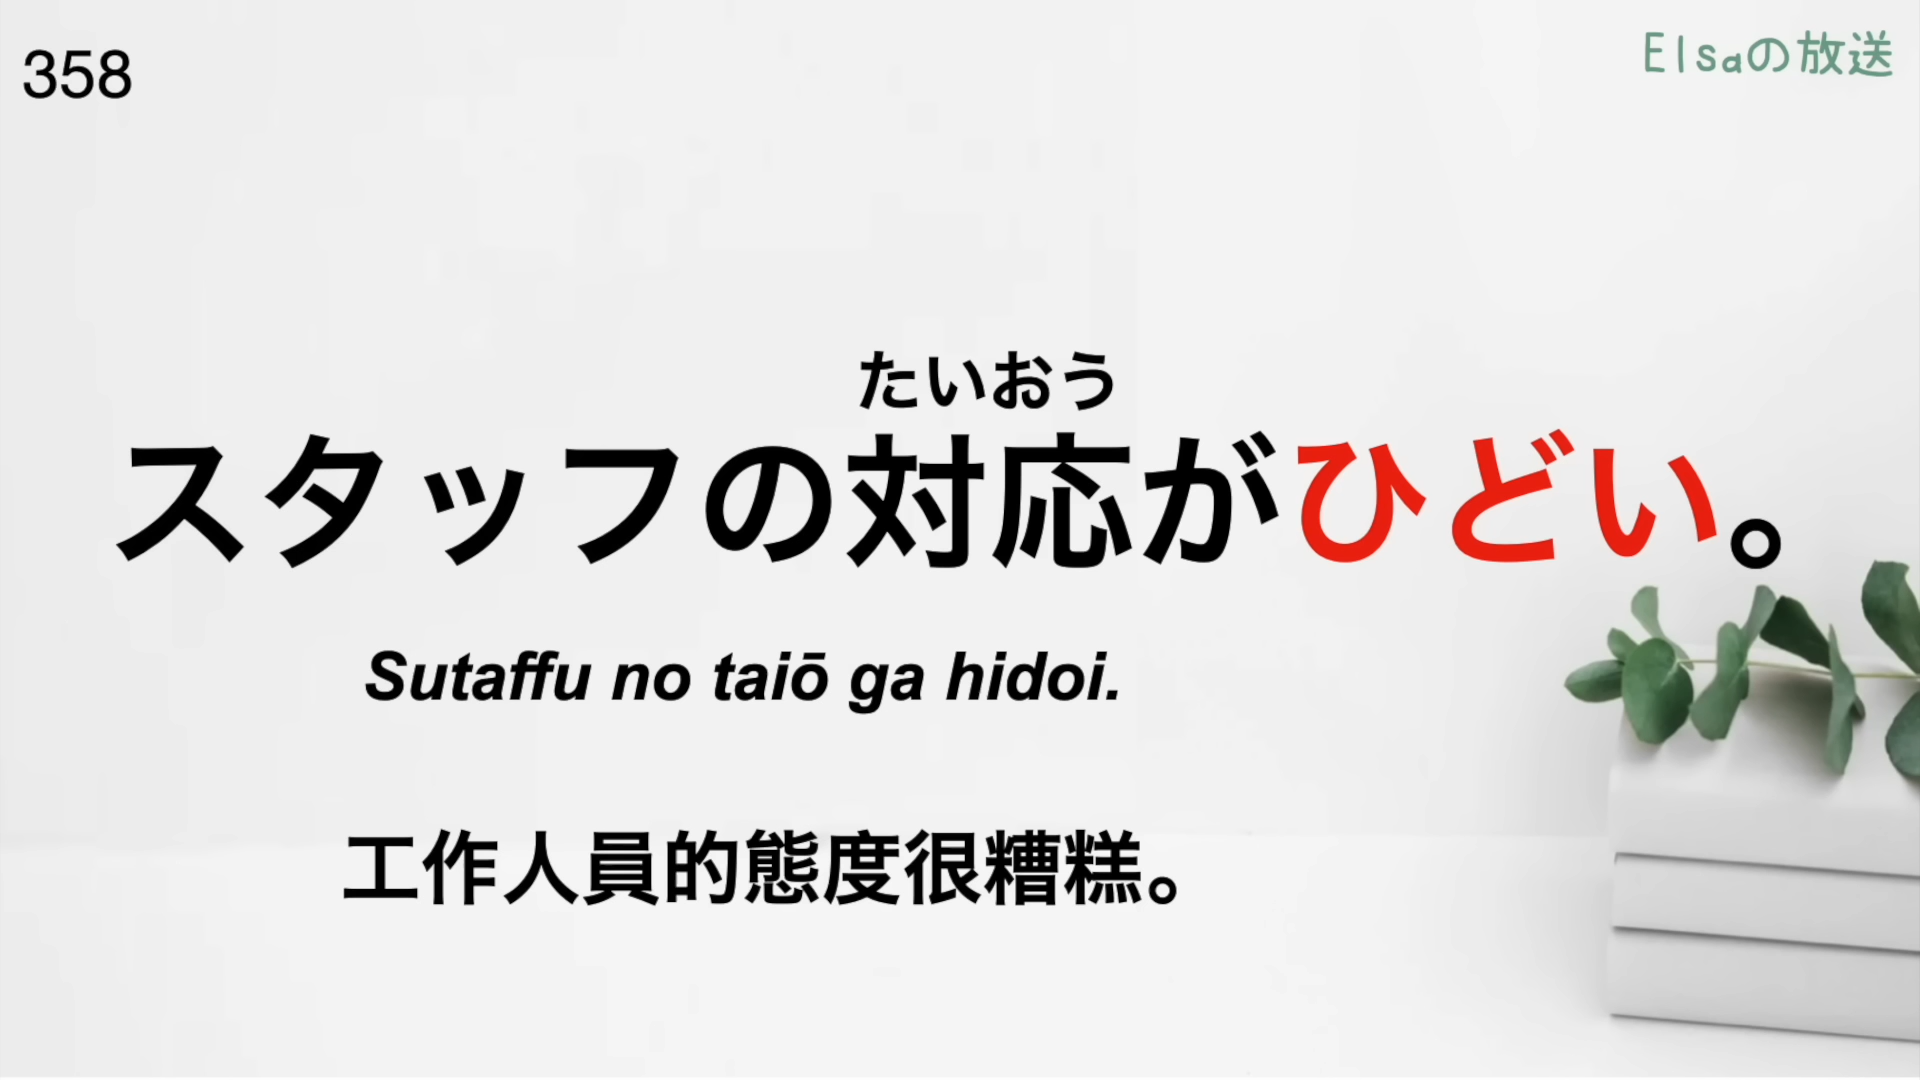 358
Elsaの放送
たいおう
スタッフの対応がひどい。
Sutaffu no taiō ga hidoi.
工作人員的態度很糟糕。